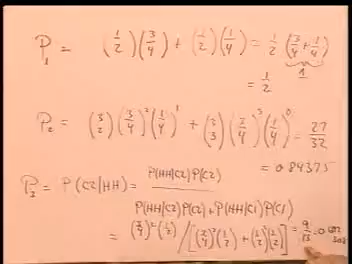 P₁ = (1/2)(3/4) + (1/2)(1/4) = 1/2 (3/4 + 1/4)
1
= 1/2
P₂ = (3 2)(3/4)²(1/4)¹ + (3 3)(3/4)³(1/4)⁰ = 27/32
= 0.84375
P₃ = P(C2|HH) = P(HH|C2)P(C2)
P(HH|C2)P(C2) + P(HH|C1)P(C1)
= (3/4)²(1/2) / [(3/4)²(1/2) + (1/2)²(1/2)] = 9/13